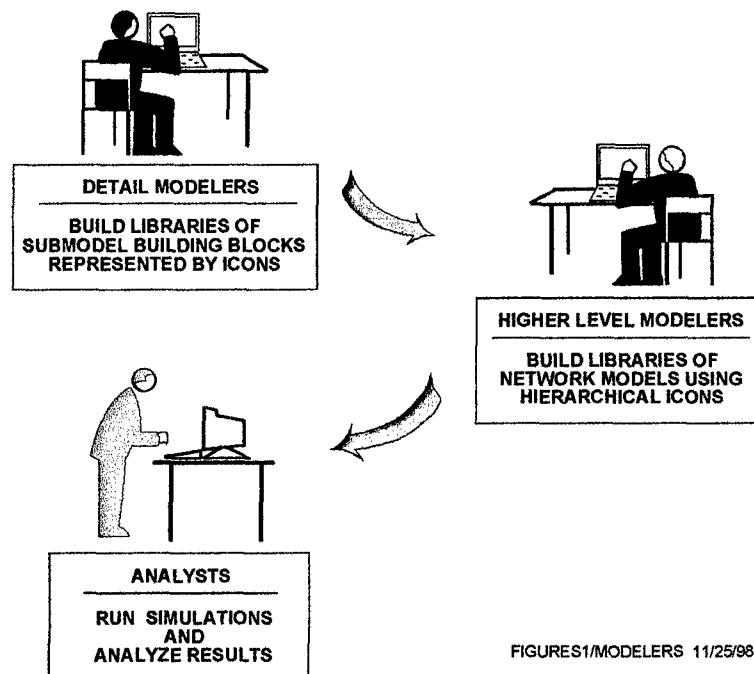 DETAIL MODELERS
BUILD LIBRARIES OF
SUBMODEL BUILDING BLOCKS
REPRESENTED BY ICONS
HIGHER LEVEL MODELERS
BUILD LIBRARIES OF
NETWORK MODELS USING
HIERARCHICAL ICONS
ANALYSTS
RUN SIMULATIONS
AND
ANALYZE RESULTS
FIGURES1/MODELERS 11/25/98